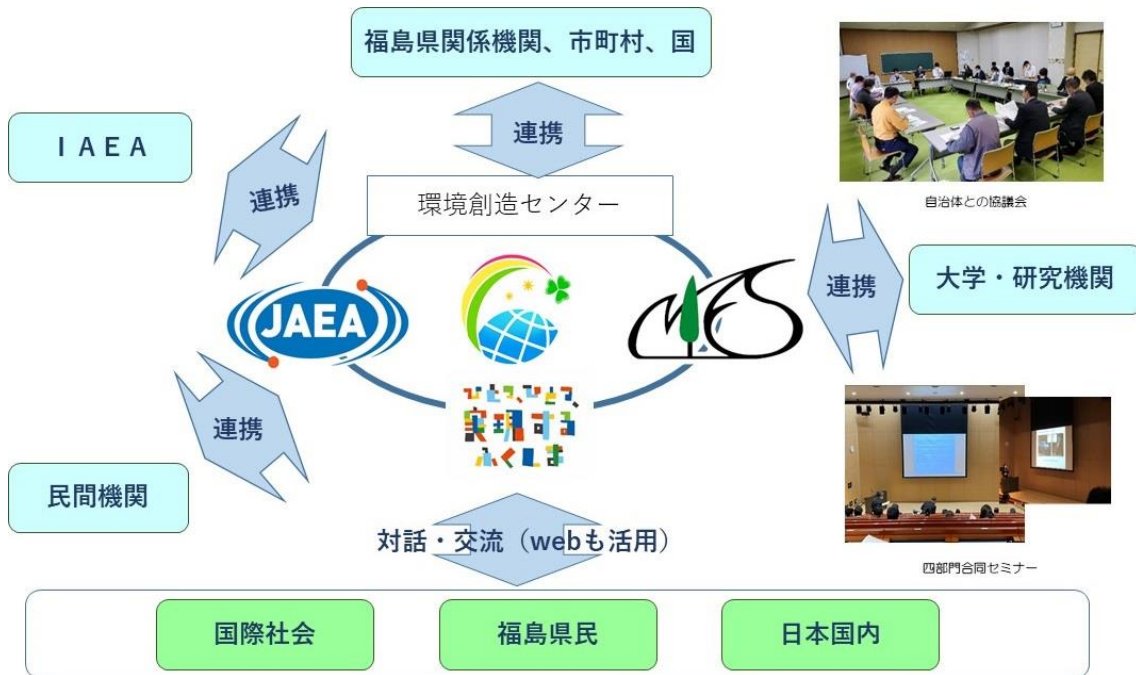 福島県関係機関、市町村、国
連携
ＩＡＥＡ
連携
環境創造センター
自治体との協議会
JAEA
NIES
連携
大学・研究機関
ひとつ、ひとつ、
実現する
ふくしま
連携
民間機関
対話・交流（webも活用）
四部門合同セミナー
国際社会
福島県民
日本国内